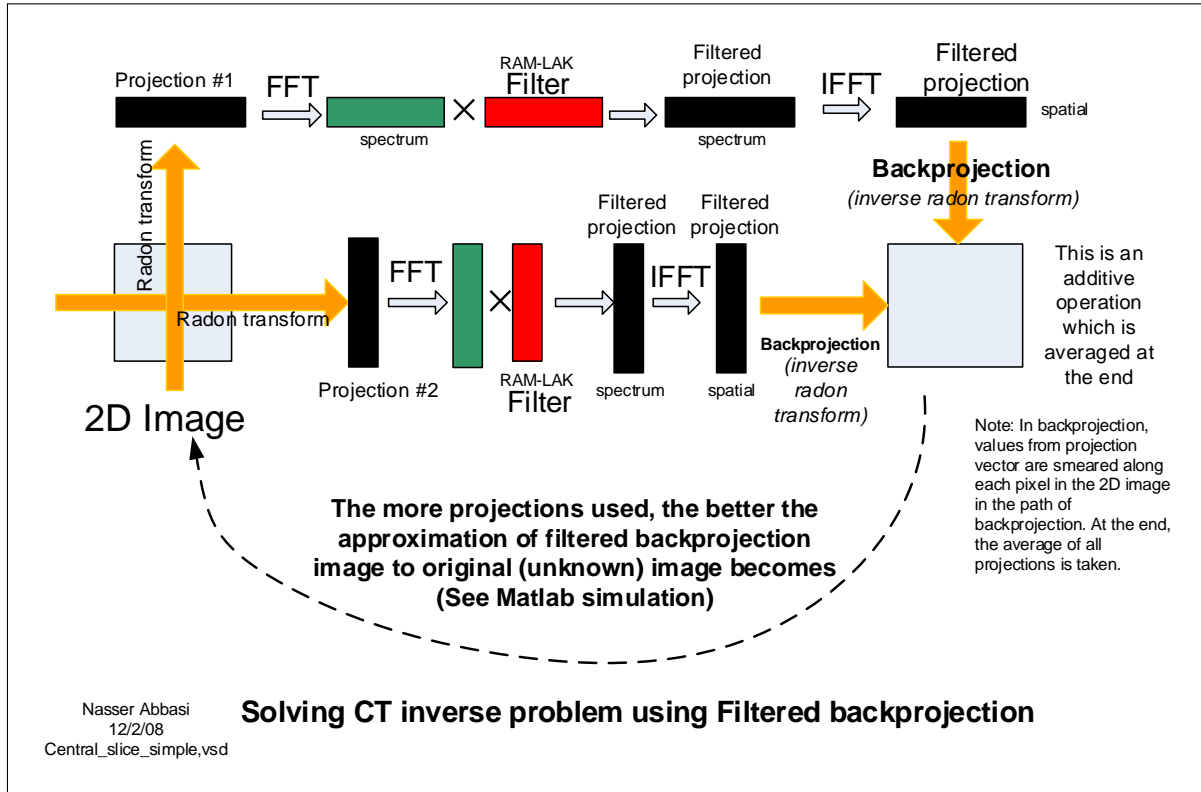 Projection #1
FFT
spectrum
RAM-LAK
Filter
Filtered
projection
spectrum
IFFT
Filtered
projection
spatial
Radon transform
Backprojection
(inverse radon transform)
Radon transform
Projection #2
FFT
RAM-LAK
Filter
Filtered
projection
spectrum
IFFT
Filtered
projection
spatial
Backprojection
(inverse
radon
transform)
This is an
additive
operation
which is
averaged at
the end
2D Image
Note: In backprojection,
values from projection
vector are smeared along
each pixel in the 2D image
in the path of
backprojection. At the end,
the average of all
projections is taken.
The more projections used, the better the
approximation of filtered backprojection
image to original (unknown) image becomes
(See Matlab simulation)
Nasser Abbasi
12/2/08
Central_slice_simple,vsd
Solving CT inverse problem using Filtered backprojection